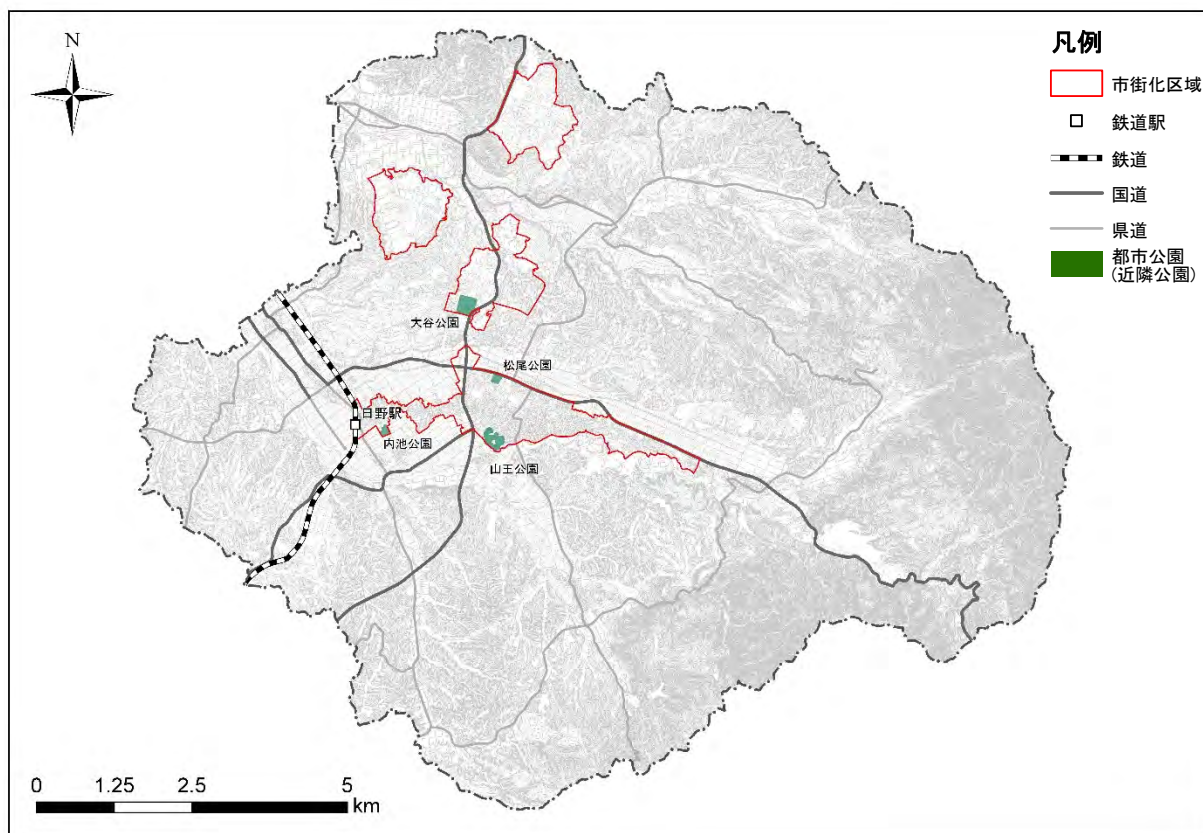 N
凡例
市街化区域
鉄道駅
鉄道
国道
県道
都市公園
(近隣公園)
大谷公園
松尾公園
日野駅
内池公園
山王公園
0 1.25 2.5 5
km